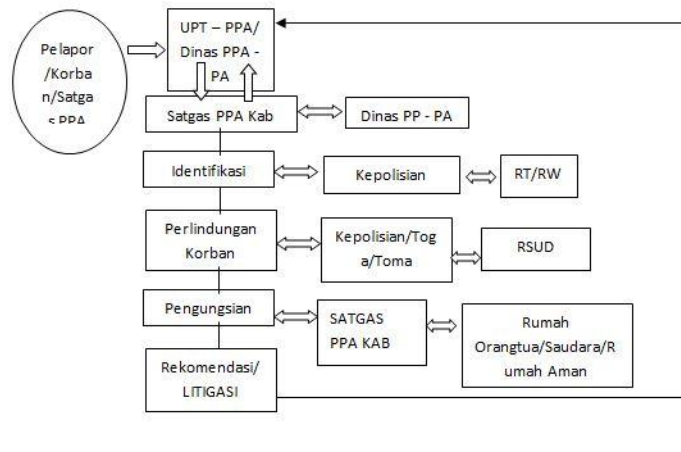 UPT – PPA/
Dinas PPA -
PA
Pelapor
/Korba
n/Satga
s PPA
Satgas PPA Kab
Dinas PP - PA
Identifikasi
Kepolisian
RT/RW
Perlindungan
Korban
Kepolisian/Tog
a/Toma
RSUD
Pengungsian
SATGAS
PPA KAB
Rumah
Orangtua/Saudara/R
umah Aman
Rekomendasi/
LITIGASI